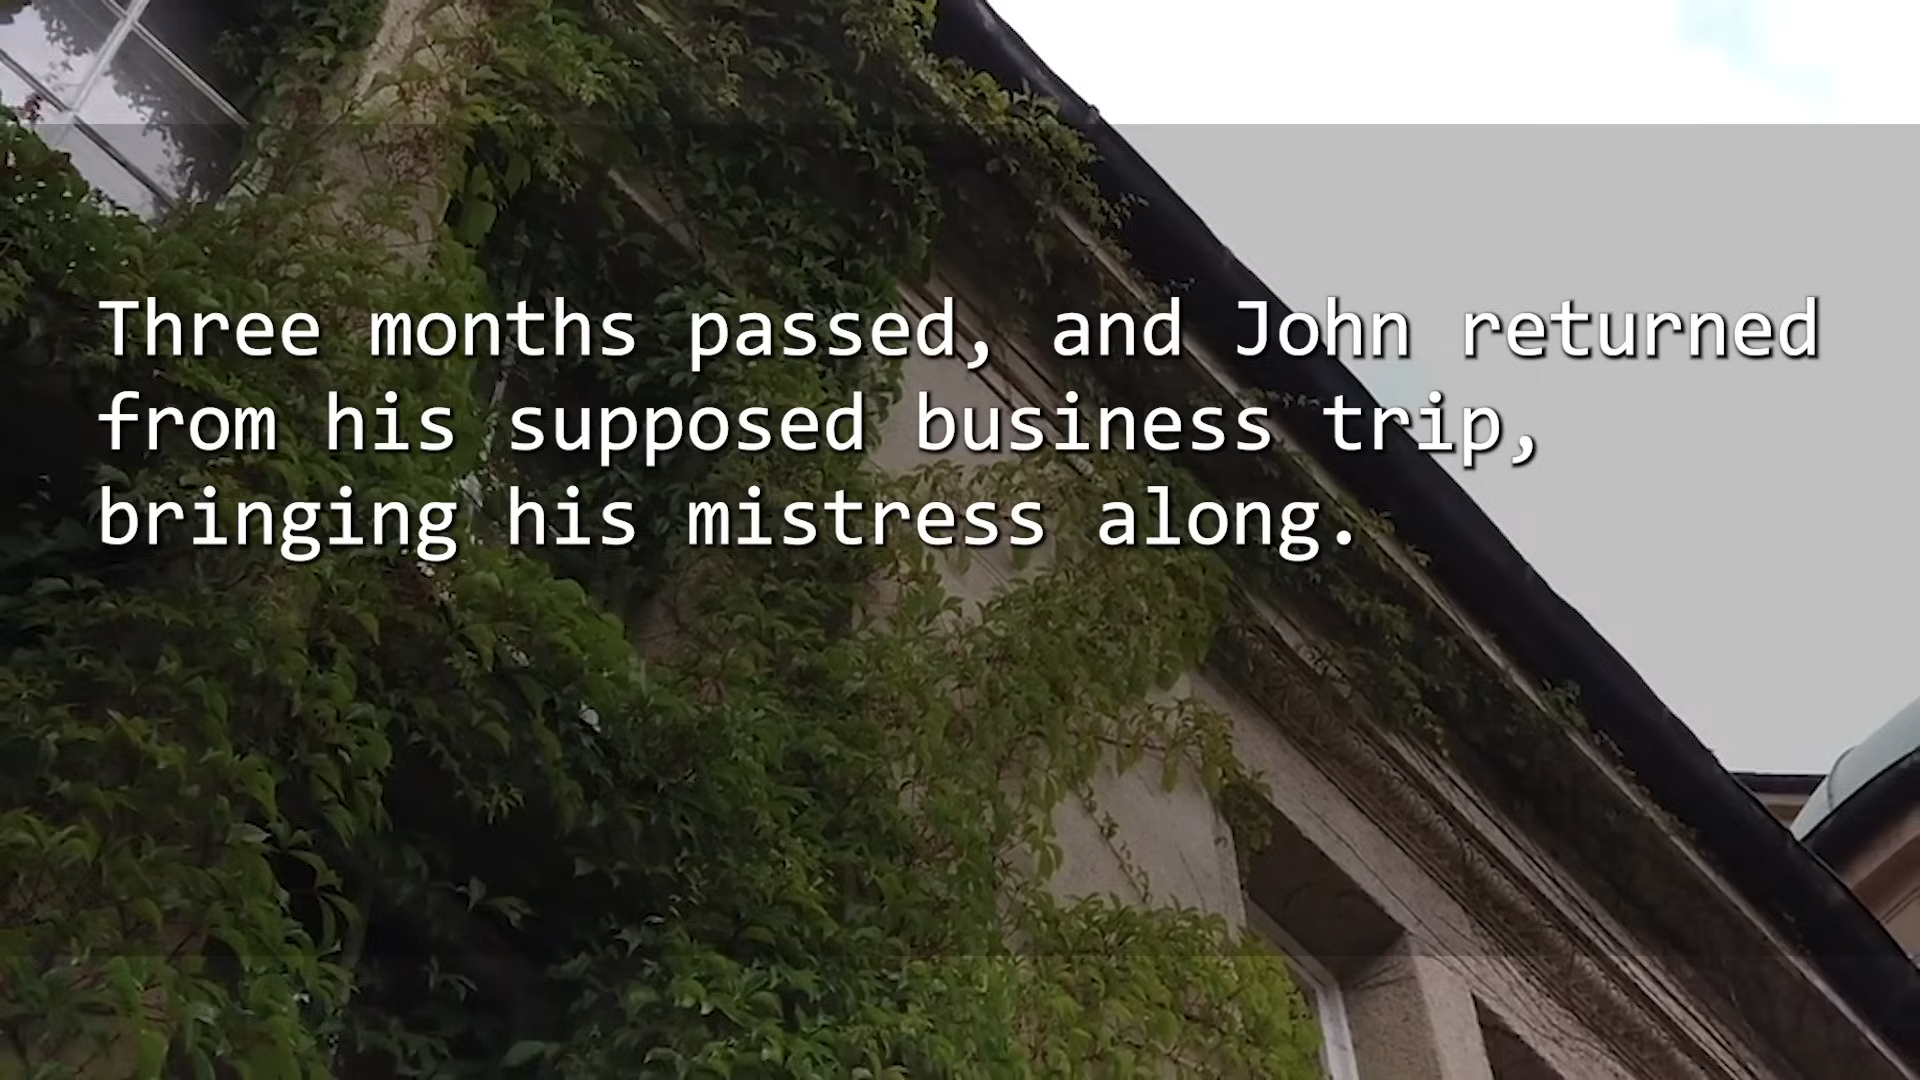 Three months passed, and John returned
from his supposed business trip,
bringing his mistress along.